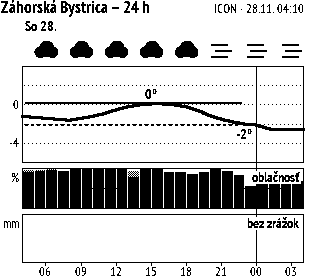 Záhorská Bystrica – 24 h
ICON · 28.11. 04:10
So 28.
0
0°
-2°
-4
%
oblačnosť
mm
bez zrážok
06 09 12 15 18 21 00 03